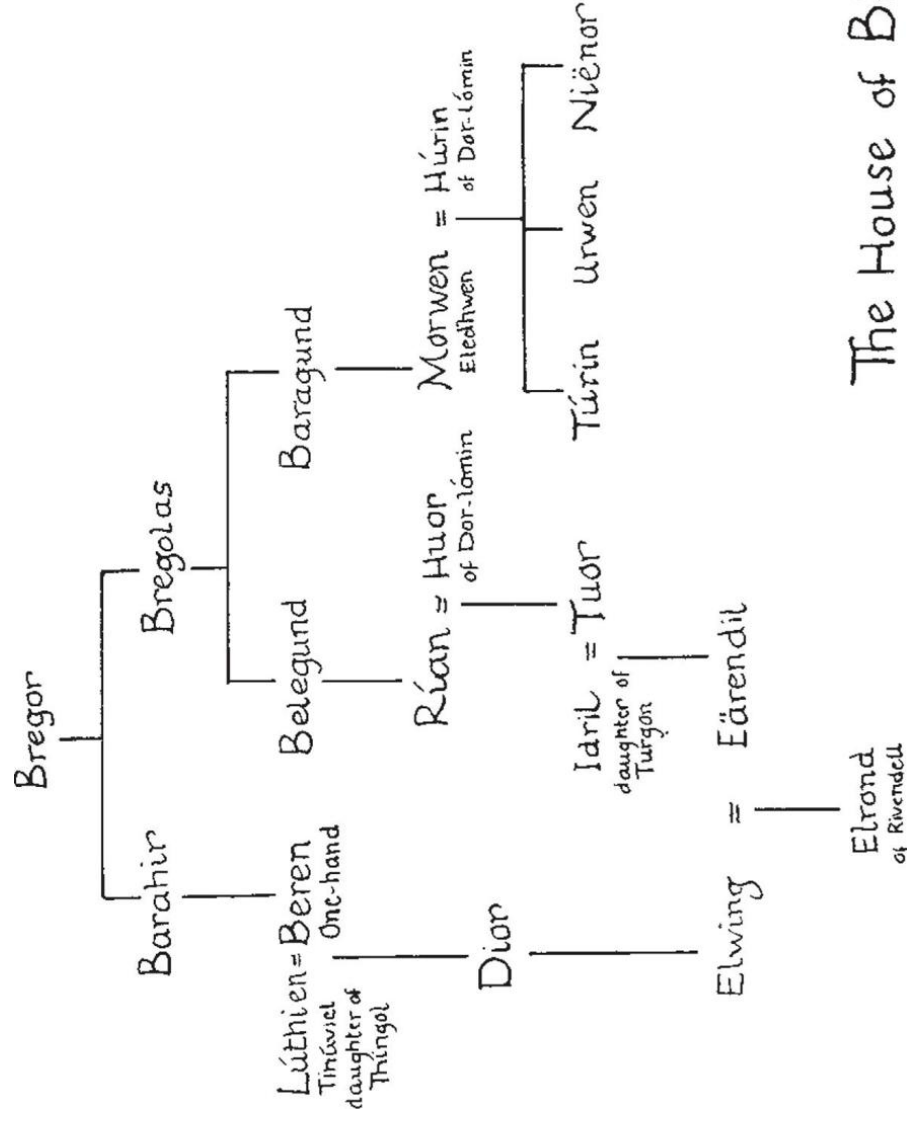 Bregor
Barahir
Bregolas
Lúthien = Beren
Tinúviel
daughter of
Thingol
One-hand
Belegund
Baragund
Rían = Huor
of Dor-lómin
Morwen = Húrin
Eledhwen
of Dor-lómin
Dior
Idril = Tuor
daughter of
Turgon
Túrin
Urwen
Niënor
Elwing = Eärendil
Elrond
of Rivendell
The House of B